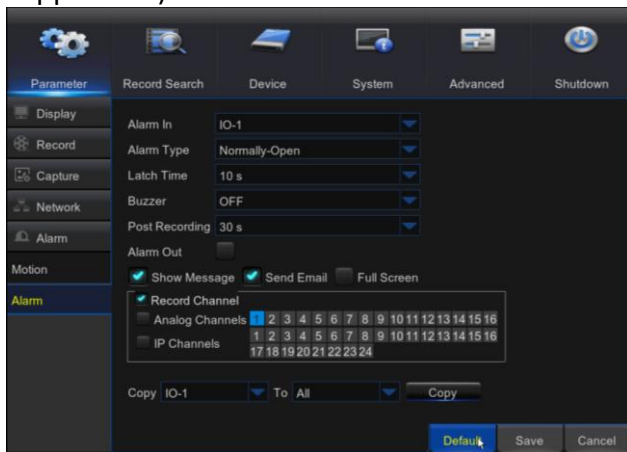 Parameter Record Search Device System Advanced Shutdown
Display
Record
Capture
Network
Alarm
Motion
Alarm
Alarm In IO-1
Alarm Type Normally-Open
Latch Time 10 s
Buzzer OFF
Post Recording 30 s
Alarm Out
Show Message Send Email Full Screen
Record Channel
Analog Channels 1 2 3 4 5 6 7 8 9 10 11 12 13 14 15 16
IP Channels 1 2 3 4 5 6 7 8 9 10 11 12 13 14 15 16
17 18 19 20 21 22 23 24
Copy IO-1 To All Copy
Default Save Cancel